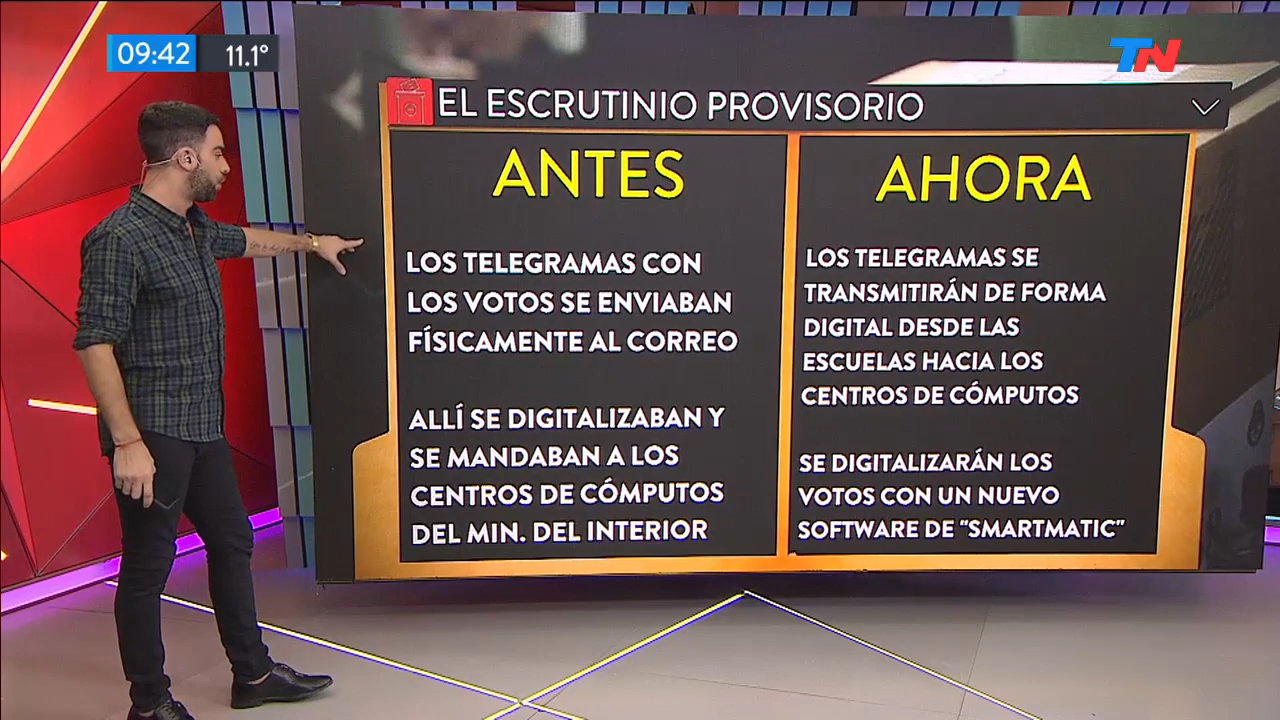 09:42 11.1°
TN
EL ESCRUTINIO PROVISORIO
ANTES
LOS TELEGRAMAS CON
LOS VOTOS SE ENVIABAN
FÍSICAMENTE AL CORREO
ALLÍ SE DIGITALIZABAN Y
SE MANDABAN A LOS
CENTROS DE CÓMPUTOS
DEL MIN. DEL INTERIOR
AHORA
LOS TELEGRAMAS SE
TRANSMITIRÁN DE FORMA
DIGITAL DESDE LAS
ESCUELAS HACIA LOS
CENTROS DE CÓMPUTOS
SE DIGITALIZARÁN LOS
VOTOS CON UN NUEVO
SOFTWARE DE "SMARTMATIC"